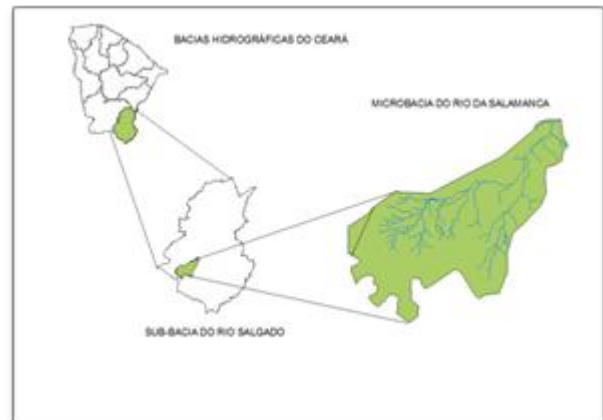 BACIAS HIDROGRÁFICAS DO CEARÁ
MICROBACIA DO RIO DA SALAMANCA
SUB-BACIA DO RIO SALGADO